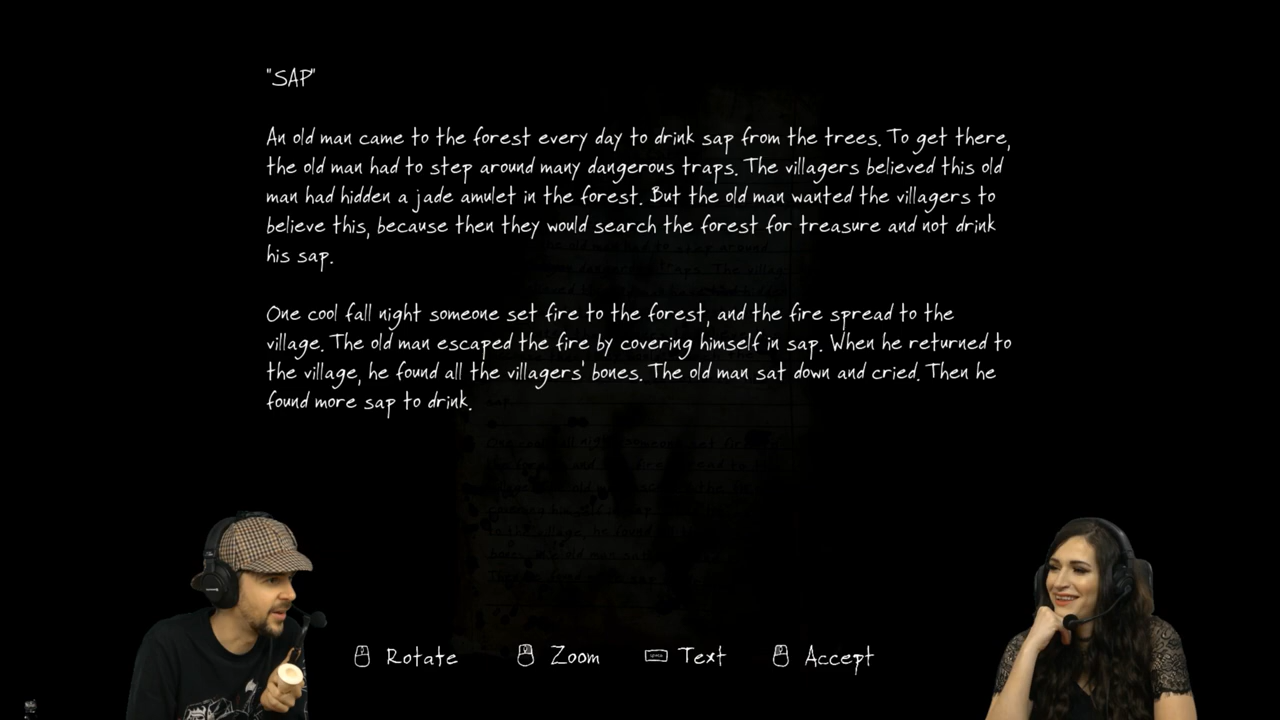 "SAP"
An old man came to the forest every day to drink sap from the trees. To get there,
the old man had to step around many dangerous traps. The villagers believed this old
man had hidden a jade amulet in the forest. But the old man wanted the villagers to
believe this, because then they would search the forest for treasure and not drink
his sap.
One cool fall night someone set fire to the forest, and the fire spread to the
village. The old man escaped the fire by covering himself in sap. When he returned to
the village, he found all the villagers' bones. The old man sat down and cried. Then he
found more sap to drink.
Rotate Zoom Text Accept